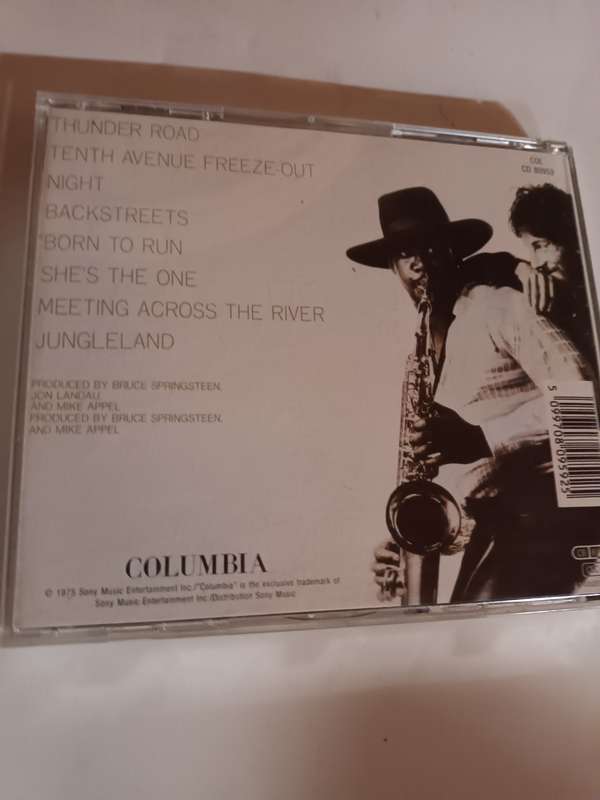 THUNDER ROAD
TENTH AVENUE FREEZE-OUT
NIGHT
BACKSTREETS
BORN TO RUN
SHE'S THE ONE
MEETING ACROSS THE RIVER
JUNGLELAND
PRODUCED BY BRUCE SPRINGSTEEN,
JON LANDAU
AND MIKE APPEL
PRODUCED BY BRUCE SPRINGSTEEN,
AND MIKE APPEL
COL
CD 80959
5 099708 095925
COLUMBIA
© 1975 Sony Music Entertainment Inc./"Columbia" is the exclusive trademark of
Sony Music Entertainment Inc./Distribution Sony Music